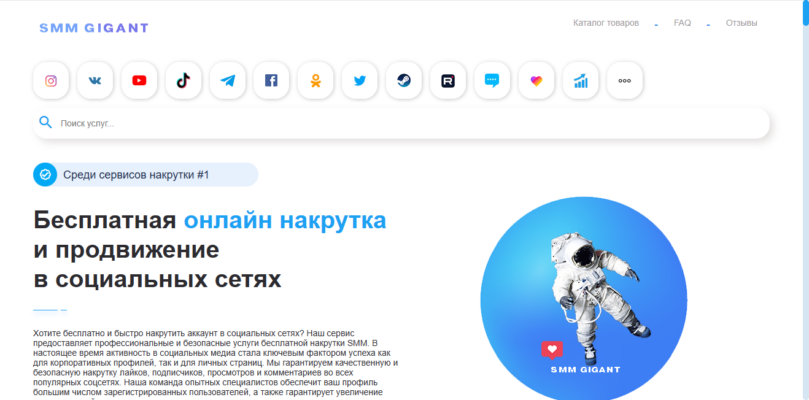 SMM GIGANT
Каталог товаров - FAQ - Отзывы
Поиск услуг...
Среди сервисов накрутки #1
Бесплатная онлайн накрутка
и продвижение
в социальных сетях
Хотите бесплатно и быстро накрутить аккаунт в социальных сетях? Наш сервис
предоставляет профессиональные и безопасные услуги бесплатной накрутки SMM. В
настоящее время активность в социальных медиа стала ключевым фактором успеха как
для корпоративных профилей, так и для личных страниц. Мы гарантируем качественную и
безопасную накрутку лайков, подписчиков, просмотров и комментариев во всех
популярных соцсетях. Наша команда опытных специалистов обеспечит ваш профиль
большим числом зарегистрированных пользователей, а также гарантирует увеличение
SMM GIGANT